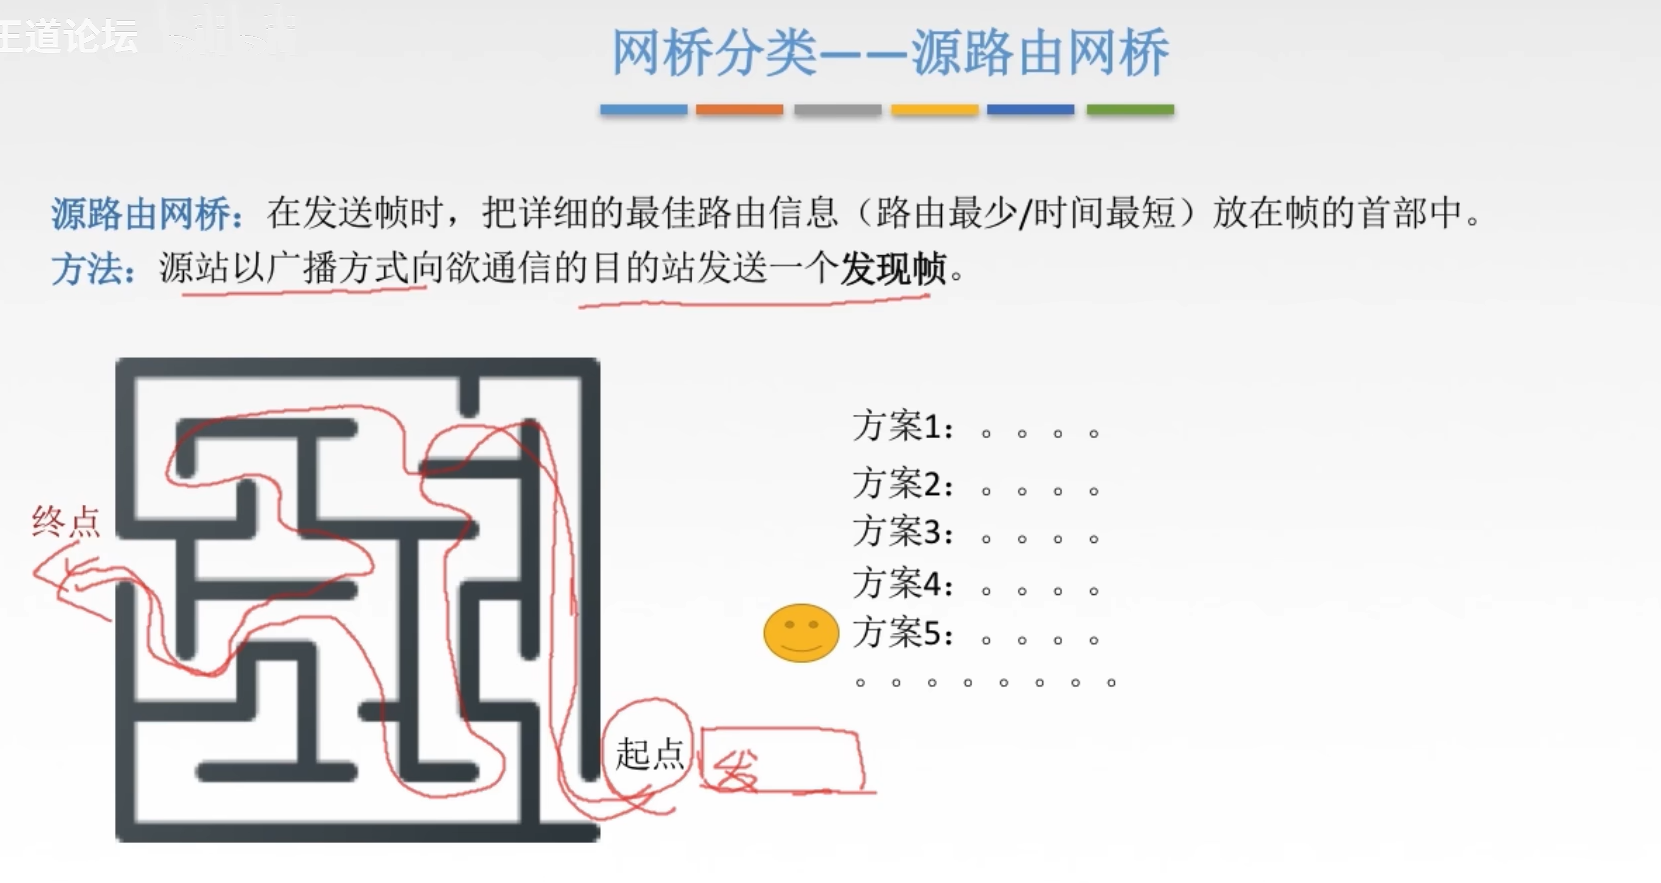 王道论坛
网桥分类——源路由网桥
源路由网桥：在发送帧时，把详细的最佳路由信息（路由最少/时间最短）放在帧的首部中。
方法：源站以广播方式向欲通信的目的站发送一个发现帧。
终点
方案1：。。。。
方案2：。。。。
方案3：。。。。
方案4：。。。。
方案5：。。。。
。。。。。。。。
起点
发